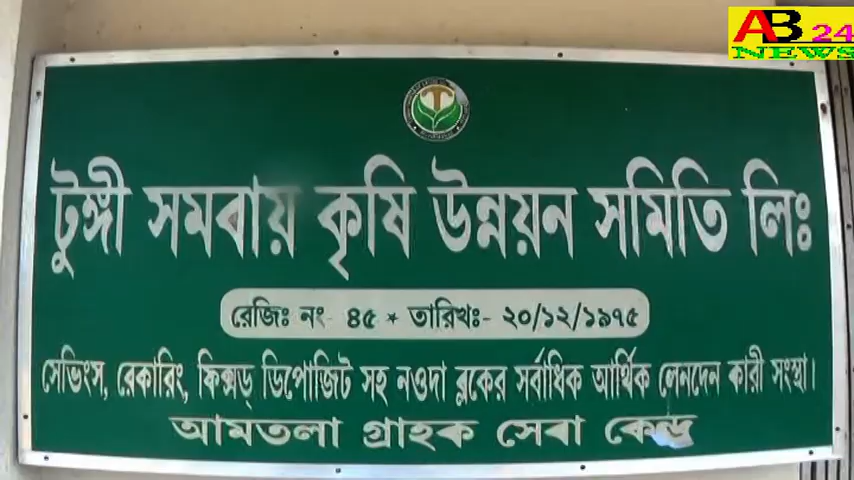 AB 24
NEWS
টুঙ্গী সমবায় কৃষি উন্নয়ন সমিতি লিঃ
রেজিঃ নং- ৪৫ * তারিখঃ- ২০/১২/১৯৭৫
সেভিংস, রেকারিং, ফিক্সড্ ডিপোজিট সহ নওদা ব্লকের সর্বাধিক আর্থিক লেনদেন কারী সংস্থা।
আমতলা গ্রাহক সেবা কেন্দ্র